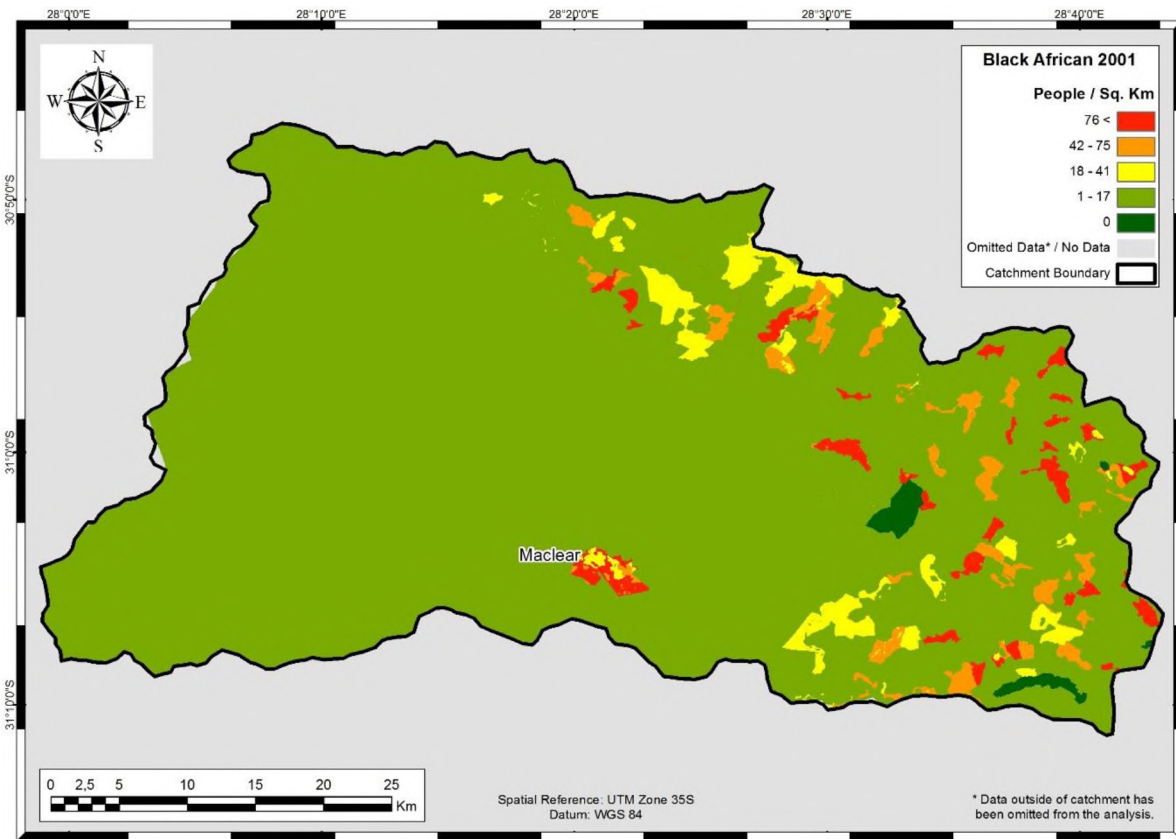 28°0'0"E
28°10'0"E
28°20'0"E
28°30'0"E
28°40'0"E
N
W E
S
Black African 2001
People / Sq. Km
76 <
42 - 75
18 - 41
1 - 17
0
Omitted Data* / No Data
Catchment Boundary
30°50'0"S
31°0'0"S
31°10'0"S
Maclear
0 2,5 5 10 15 20 25
Km
Spatial Reference: UTM Zone 35S
Datum: WGS 84
* Data outside of catchment has
been omitted from the analysis.